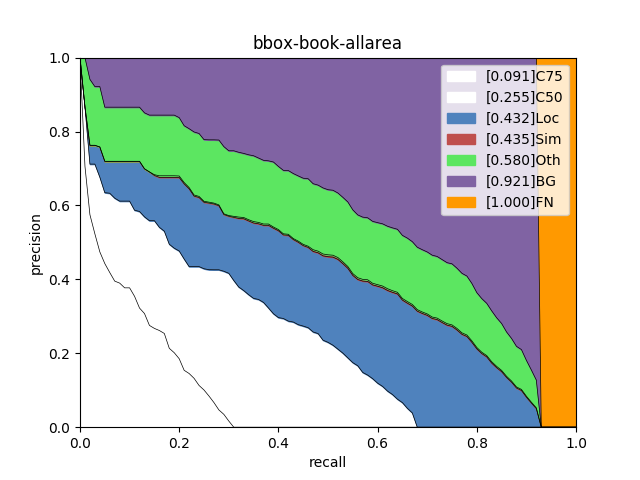 bbox-book-allarea
1.0
0.8
0.6
0.4
0.2
0.0
precision
[0.091]C75
[0.255]C50
[0.432]Loc
[0.435]Sim
[0.580]Oth
[0.921]BG
[1.000]FN
0.0 0.2 0.4 0.6 0.8 1.0
recall